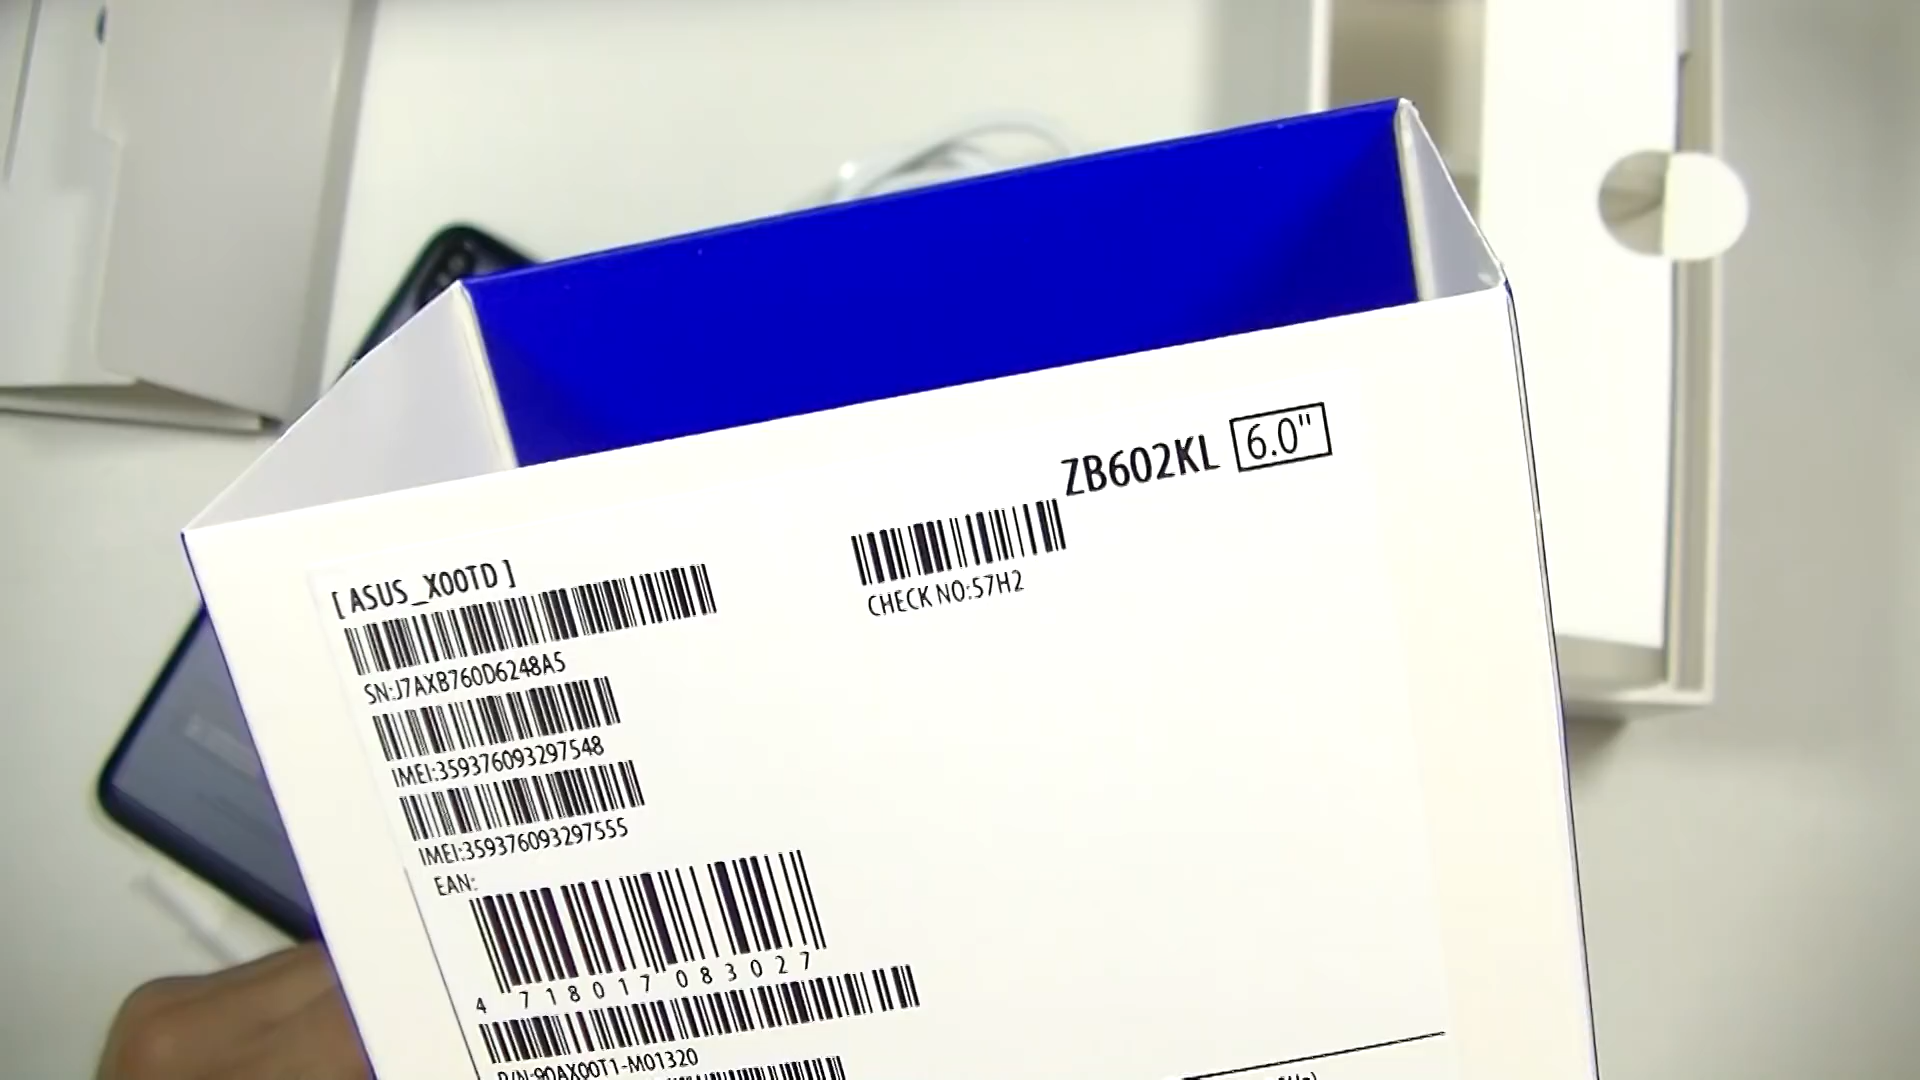 ZB602KL 6.0"
[ ASUS_X00TD ]
CHECK NO:57H2
SN:J7AXB760D6248A5
IMEI:359376093297548
IMEI:359376093297555
EAN:
4 718017 083027
P/N:90AX00T1-M01320